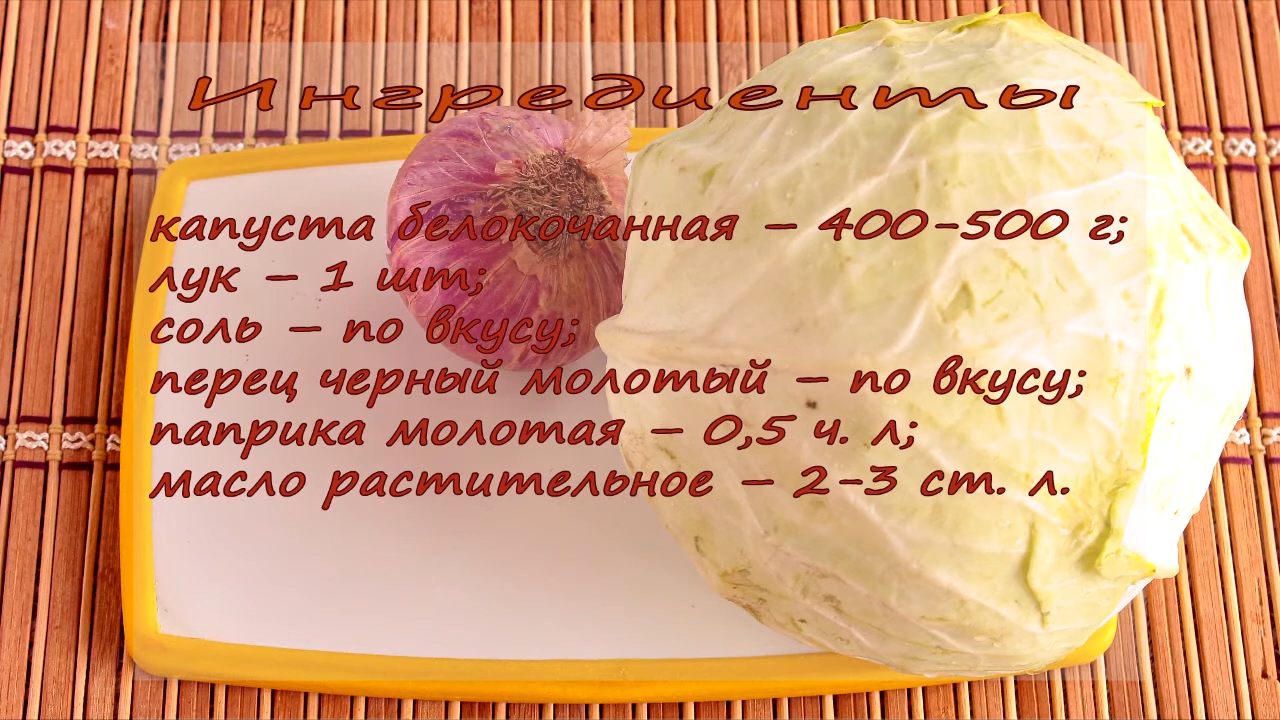 Ингредиенты
капуста белокочанная – 400-500 г;
лук – 1 шт;
соль – по вкусу;
перец черный молотый – по вкусу;
паприка молотая – 0,5 ч. л;
масло растительное – 2-3 ст. л.